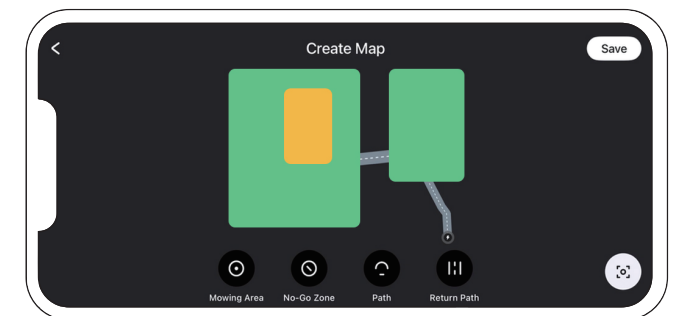 Create Map
Save
Mowing Area
No-Go Zone
Path
Return Path